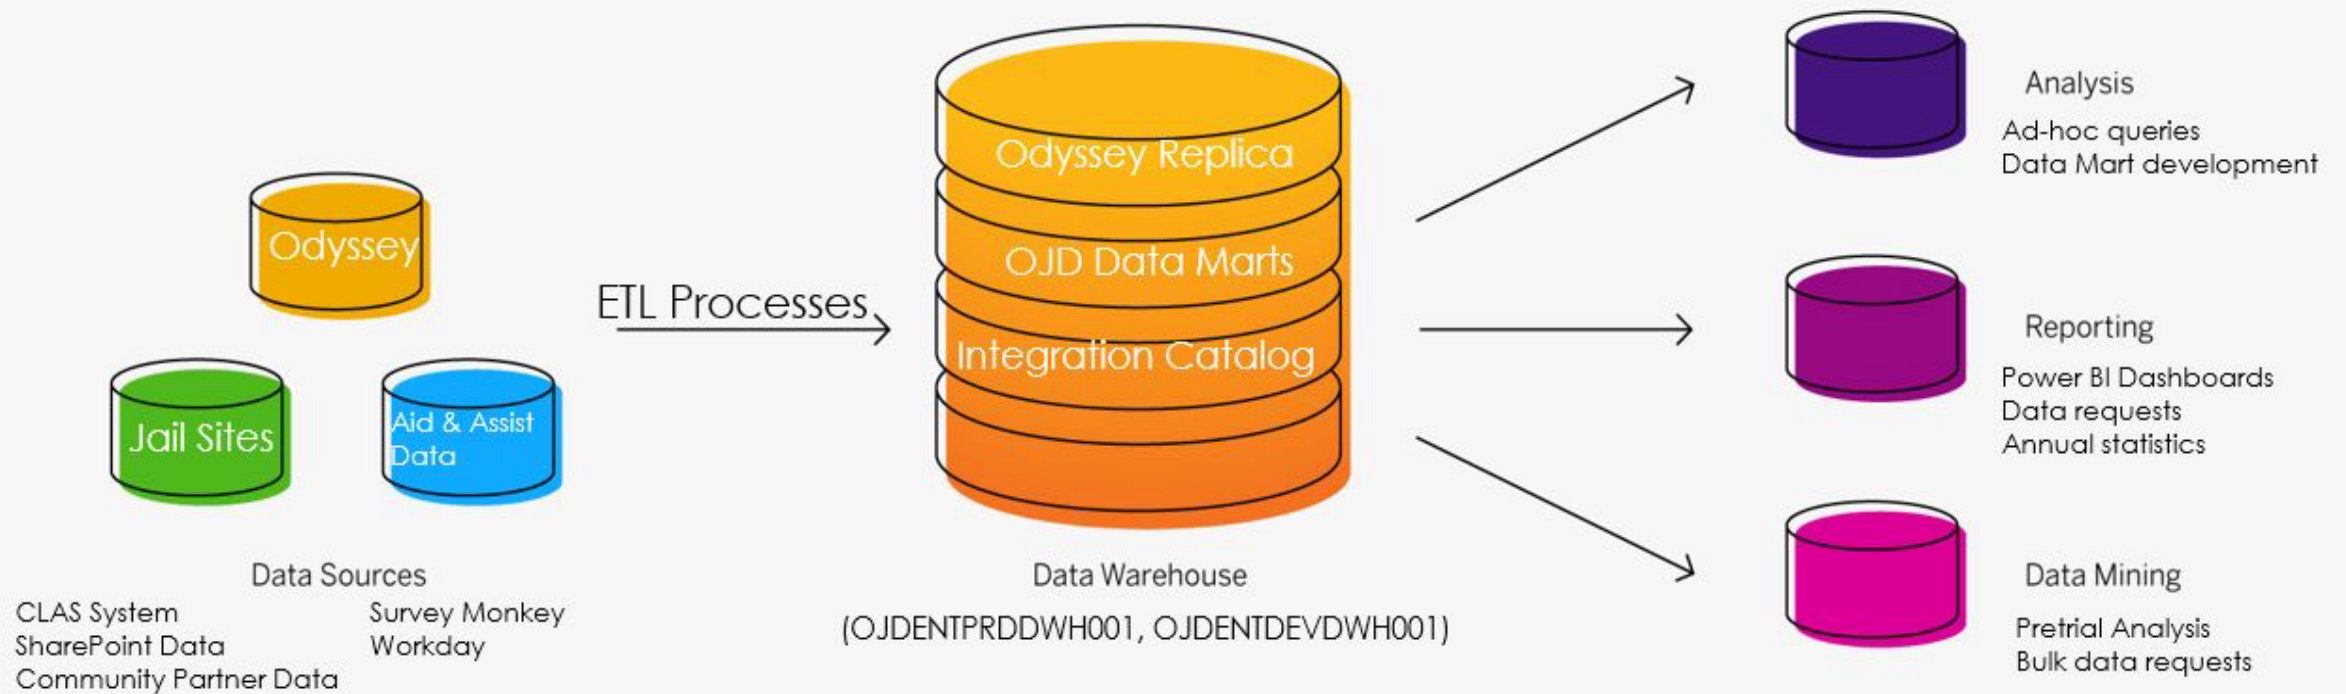 Odyssey
Jail Sites
Aid & Assist
Data
Data Sources
CLAS System
SharePoint Data
Community Partner Data
Survey Monkey
Workday
ETL Processes
Odyssey Replica
OJD Data Marts
Integration Catalog
Data Warehouse
(OJDENTPRDDWH001, OJDENTDEVDWH001)
Analysis
Ad-hoc queries
Data Mart development
Reporting
Power BI Dashboards
Data requests
Annual statistics
Data Mining
Pretrial Analysis
Bulk data requests